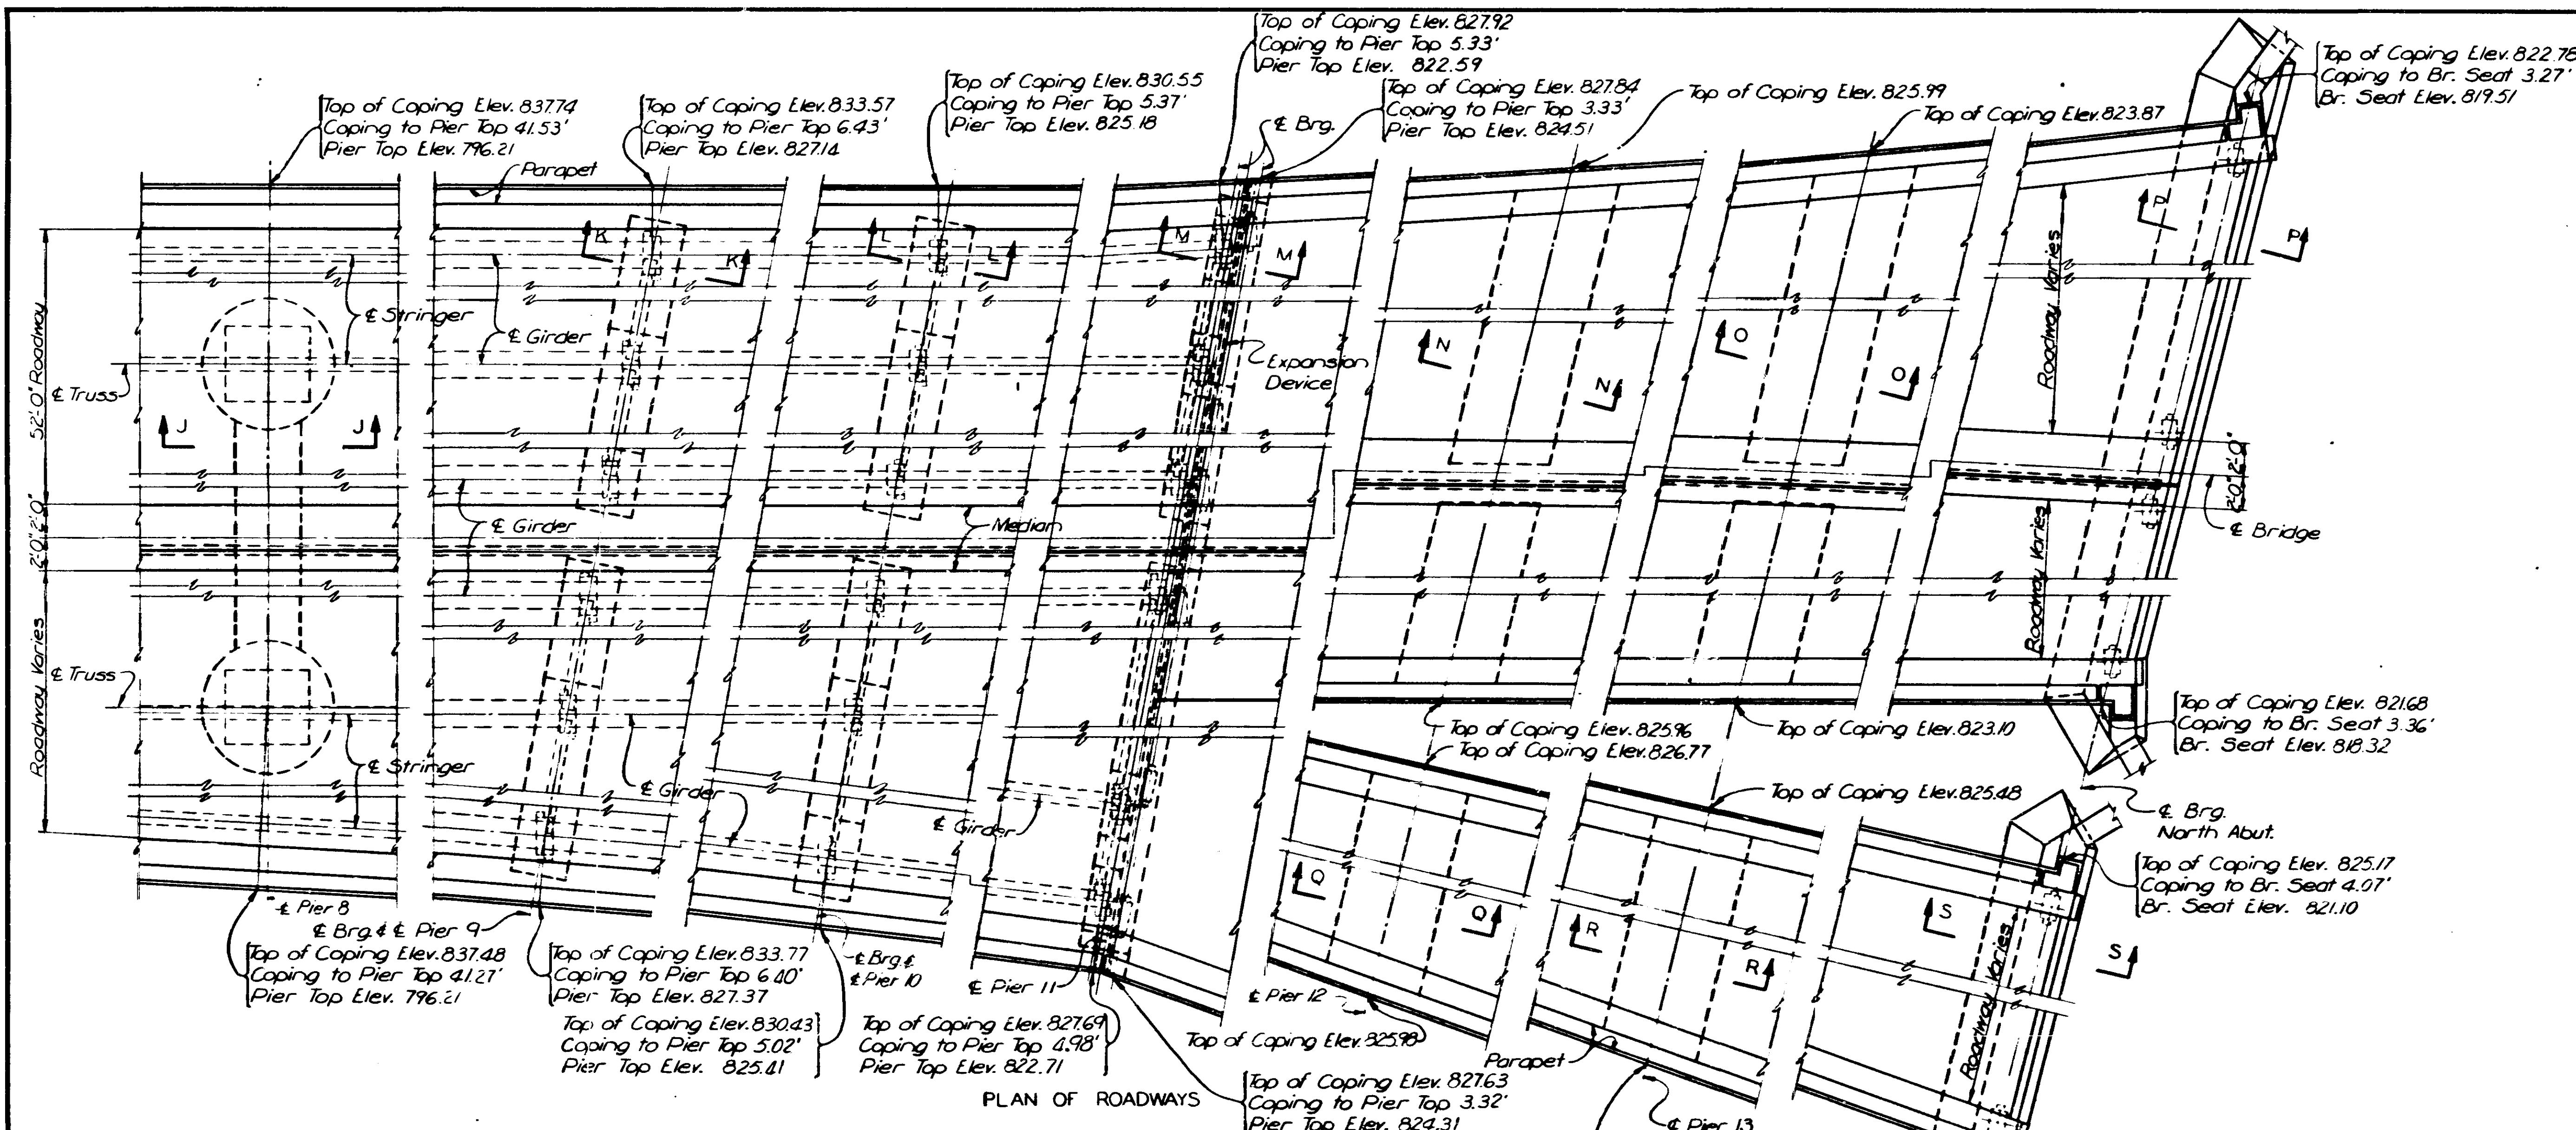 Top of Coping Elev. 827.92
Coping to Pier Top 5.33'
Pier Top Elev. 822.59
Top of Coping Elev. 822.78
Coping to Br. Seat 3.27'
Br. Seat Elev. 819.51
Top of Coping Elev. 837.74
Coping to Pier Top 41.53'
Pier Top Elev. 796.21
Top of Coping Elev. 833.57
Coping to Pier Top 6.43'
Pier Top Elev. 827.14
Top of Coping Elev. 830.55
Coping to Pier Top 5.37'
Pier Top Elev. 825.18
℄ Brg.
Top of Coping Elev. 827.84
Coping to Pier Top 3.33'
Pier Top Elev. 824.51
Top of Coping Elev. 825.99
Top of Coping Elev. 823.87
Parapet
K
K
L
L
M
M
P
P
52'-0" Roadway
℄ Stringer
℄ Girder
℄ Truss
Expansion
Device
N
N
O
O
Roadway Varies
J
J
2'-0" 2'-0"
℄ Girder
Median
2'-0" 2'-0"
℄ Bridge
Roadway Varies
Roadway Varies
℄ Truss
℄ Stringer
℄ Girder
℄ Girder
Top of Coping Elev. 825.96
Top of Coping Elev. 826.77
Top of Coping Elev. 823.10
Top of Coping Elev. 821.68
Coping to Br. Seat 3.36'
Br. Seat Elev. 818.32
Top of Coping Elev. 825.48
℄ Brg.
North Abut.
Top of Coping Elev. 825.17
Coping to Br. Seat 4.07'
Br. Seat Elev. 821.10
Q
Q
R
R
S
S
Roadway Varies
℄ Pier 8
℄ Brg. & ℄ Pier 9
℄ Brg. &
℄ Pier 10
℄ Pier 11
℄ Pier 12
Top of Coping Elev. 837.48
Coping to Pier Top 41.27'
Pier Top Elev. 796.21
Top of Coping Elev. 833.77
Coping to Pier Top 6.40'
Pier Top Elev. 827.37
Top of Coping Elev. 830.43
Coping to Pier Top 5.02'
Pier Top Elev. 825.41
Top of Coping Elev. 827.69
Coping to Pier Top 4.98'
Pier Top Elev. 822.71
Top of Coping Elev. 825.98
Parapet
PLAN OF ROADWAYS
Top of Coping Elev. 827.63
Coping to Pier Top 3.32'
Pier Top Elev. 824.31
℄ Pier 13